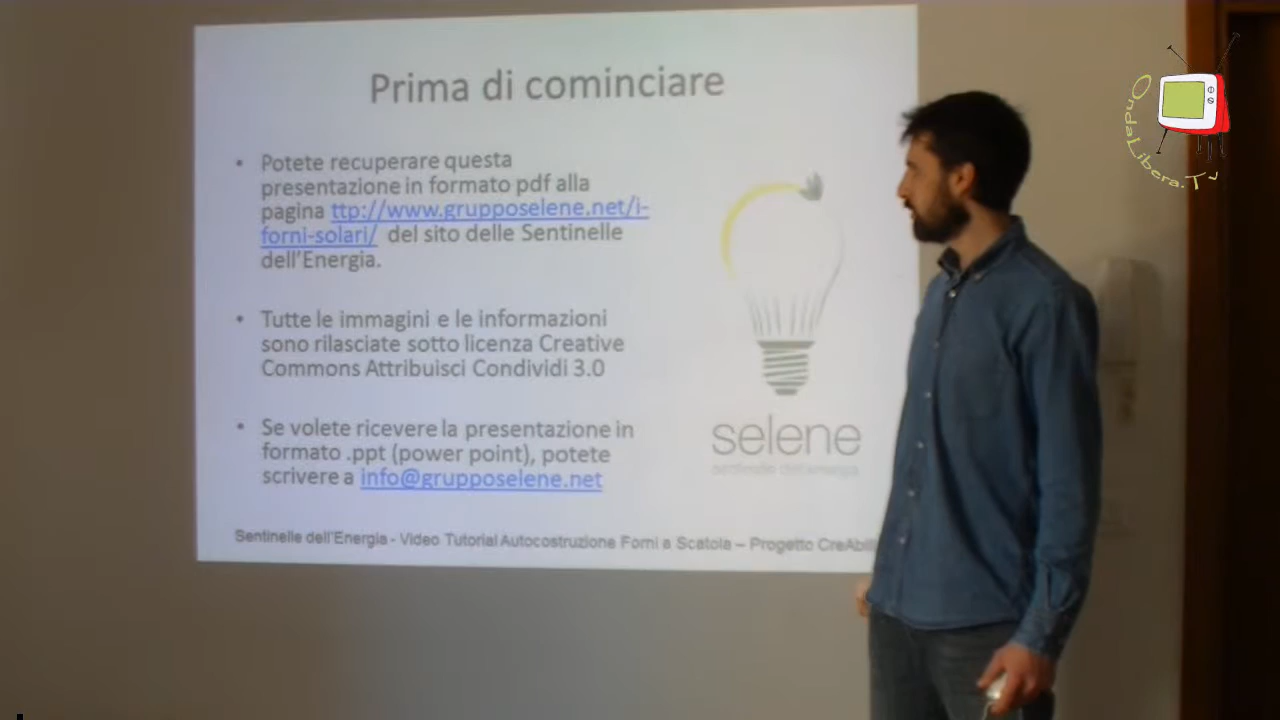 Prima di cominciare
• Potete recuperare questa
presentazione in formato pdf alla
pagina ttp://www.grupposelene.net/i-
forni-solari/ del sito delle Sentinelle
dell'Energia.
• Tutte le immagini e le informazioni
sono rilasciate sotto licenza Creative
Commons Attribuisci Condividi 3.0
• Se volete ricevere la presentazione in
formato .ppt (power point), potete
scrivere a info@grupposelene.net
selene
sentinelle dell'energia
Sentinelle dell'Energia - Video Tutorial Autocostruzione Forni a Scatola – Progetto CreAbili
OndaLibera.Tv